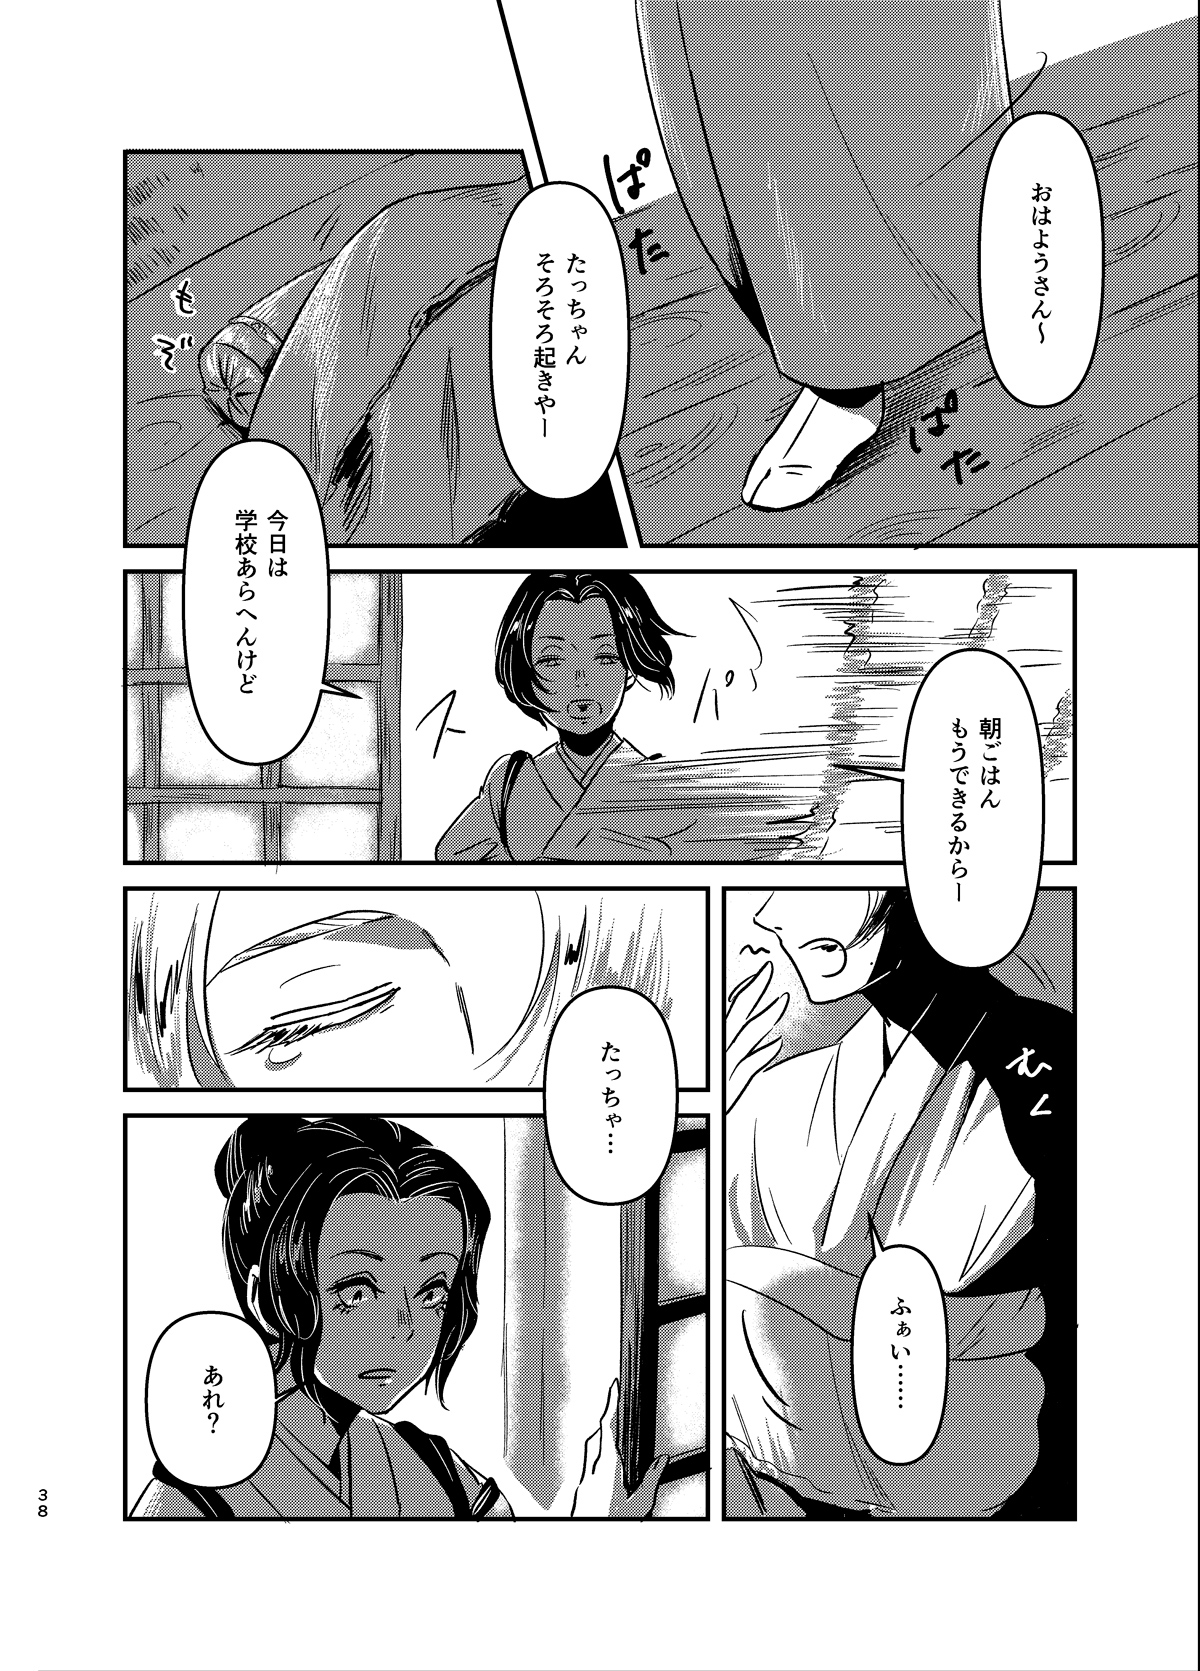 おはようさん〜
ぱた
ぱた
たっちゃん
そろそろ起きやー
もぞ
朝ごはん
もうできるからー
パ
ト
今日は
学校あらへんけど
むく
ふぁい……
たっちゃ…
あれ?
38